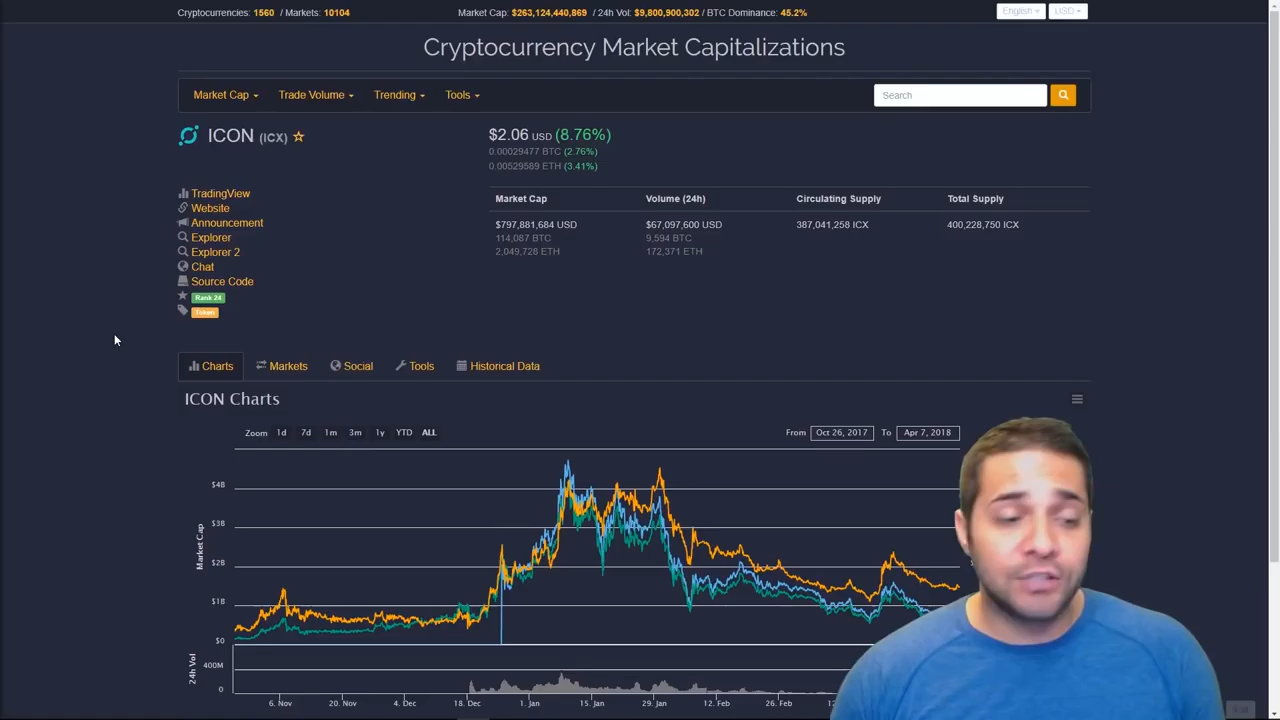 Cryptocurrencies: 1560 / Markets: 10104
Market Cap: $263,124,440,869 / 24h Vol: $9,800,900,302 / BTC Dominance: 45.2%
English
USD
Cryptocurrency Market Capitalizations
Market Cap
Trade Volume
Trending
Tools
Search
ICON (ICX)
$2.06 USD (8.76%)
0.00029477 BTC (2.76%)
0.00529589 ETH (3.41%)
TradingView
Website
Announcement
Explorer
Explorer 2
Chat
Source Code
Rank 24
Token
Market Cap
Volume (24h)
Circulating Supply
Total Supply
$797,881,684 USD
$67,097,600 USD
387,041,258 ICX
400,228,750 ICX
114,087 BTC
9,594 BTC
2,049,728 ETH
172,371 ETH
Charts
Markets
Social
Tools
Historical Data
ICON Charts
Zoom 1d 7d 1m 3m 1y YTD ALL
From Oct 26, 2017 To Apr 7, 2018
Market Cap
$4B
$3B
$2B
$1B
$0
24h Vol
400M
0
6. Nov
20. Nov
4. Dec
18. Dec
1. Jan
15. Jan
29. Jan
12. Feb
26. Feb